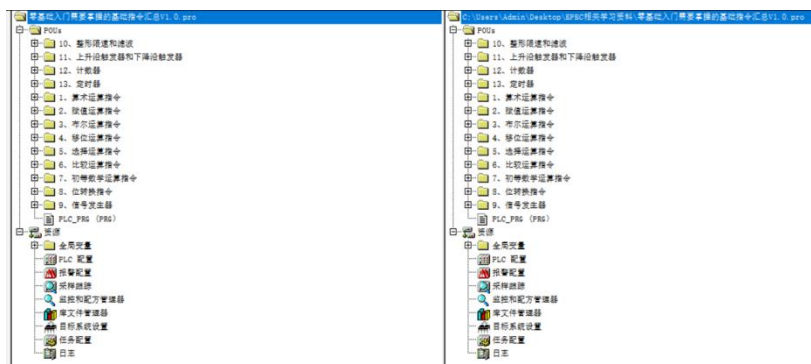 零基础入门需要掌握的基础指令汇总V1.0.pro
POUs
10、整形限速和滤波
11、上升沿触发器和下降沿触发器
12、计数器
13、定时器
1、算术运算指令
2、赋值运算指令
3、布尔运算指令
4、移位运算指令
5、选择运算指令
6、比较运算指令
7、初等数学运算指令
8、位转换指令
9、信号发生器
PLC_PRG (PRG)
资源
全局变量
PLC 配置
报警配置
采样跟踪
监控和配方管理器
库文件管理器
目标系统设置
任务配置
日志
C:\Users\Admin\Desktop\EPEC相关学习资料\零基础入门需要掌握的基础指令汇总V1.0.pro
POUs
10、整形限速和滤波
11、上升沿触发器和下降沿触发器
12、计数器
13、定时器
1、算术运算指令
2、赋值运算指令
3、布尔运算指令
4、移位运算指令
5、选择运算指令
6、比较运算指令
7、初等数学运算指令
8、位转换指令
9、信号发生器
PLC_PRG (PRG)
资源
全局变量
PLC 配置
报警配置
采样跟踪
监控和配方管理器
库文件管理器
目标系统设置
任务配置
日志